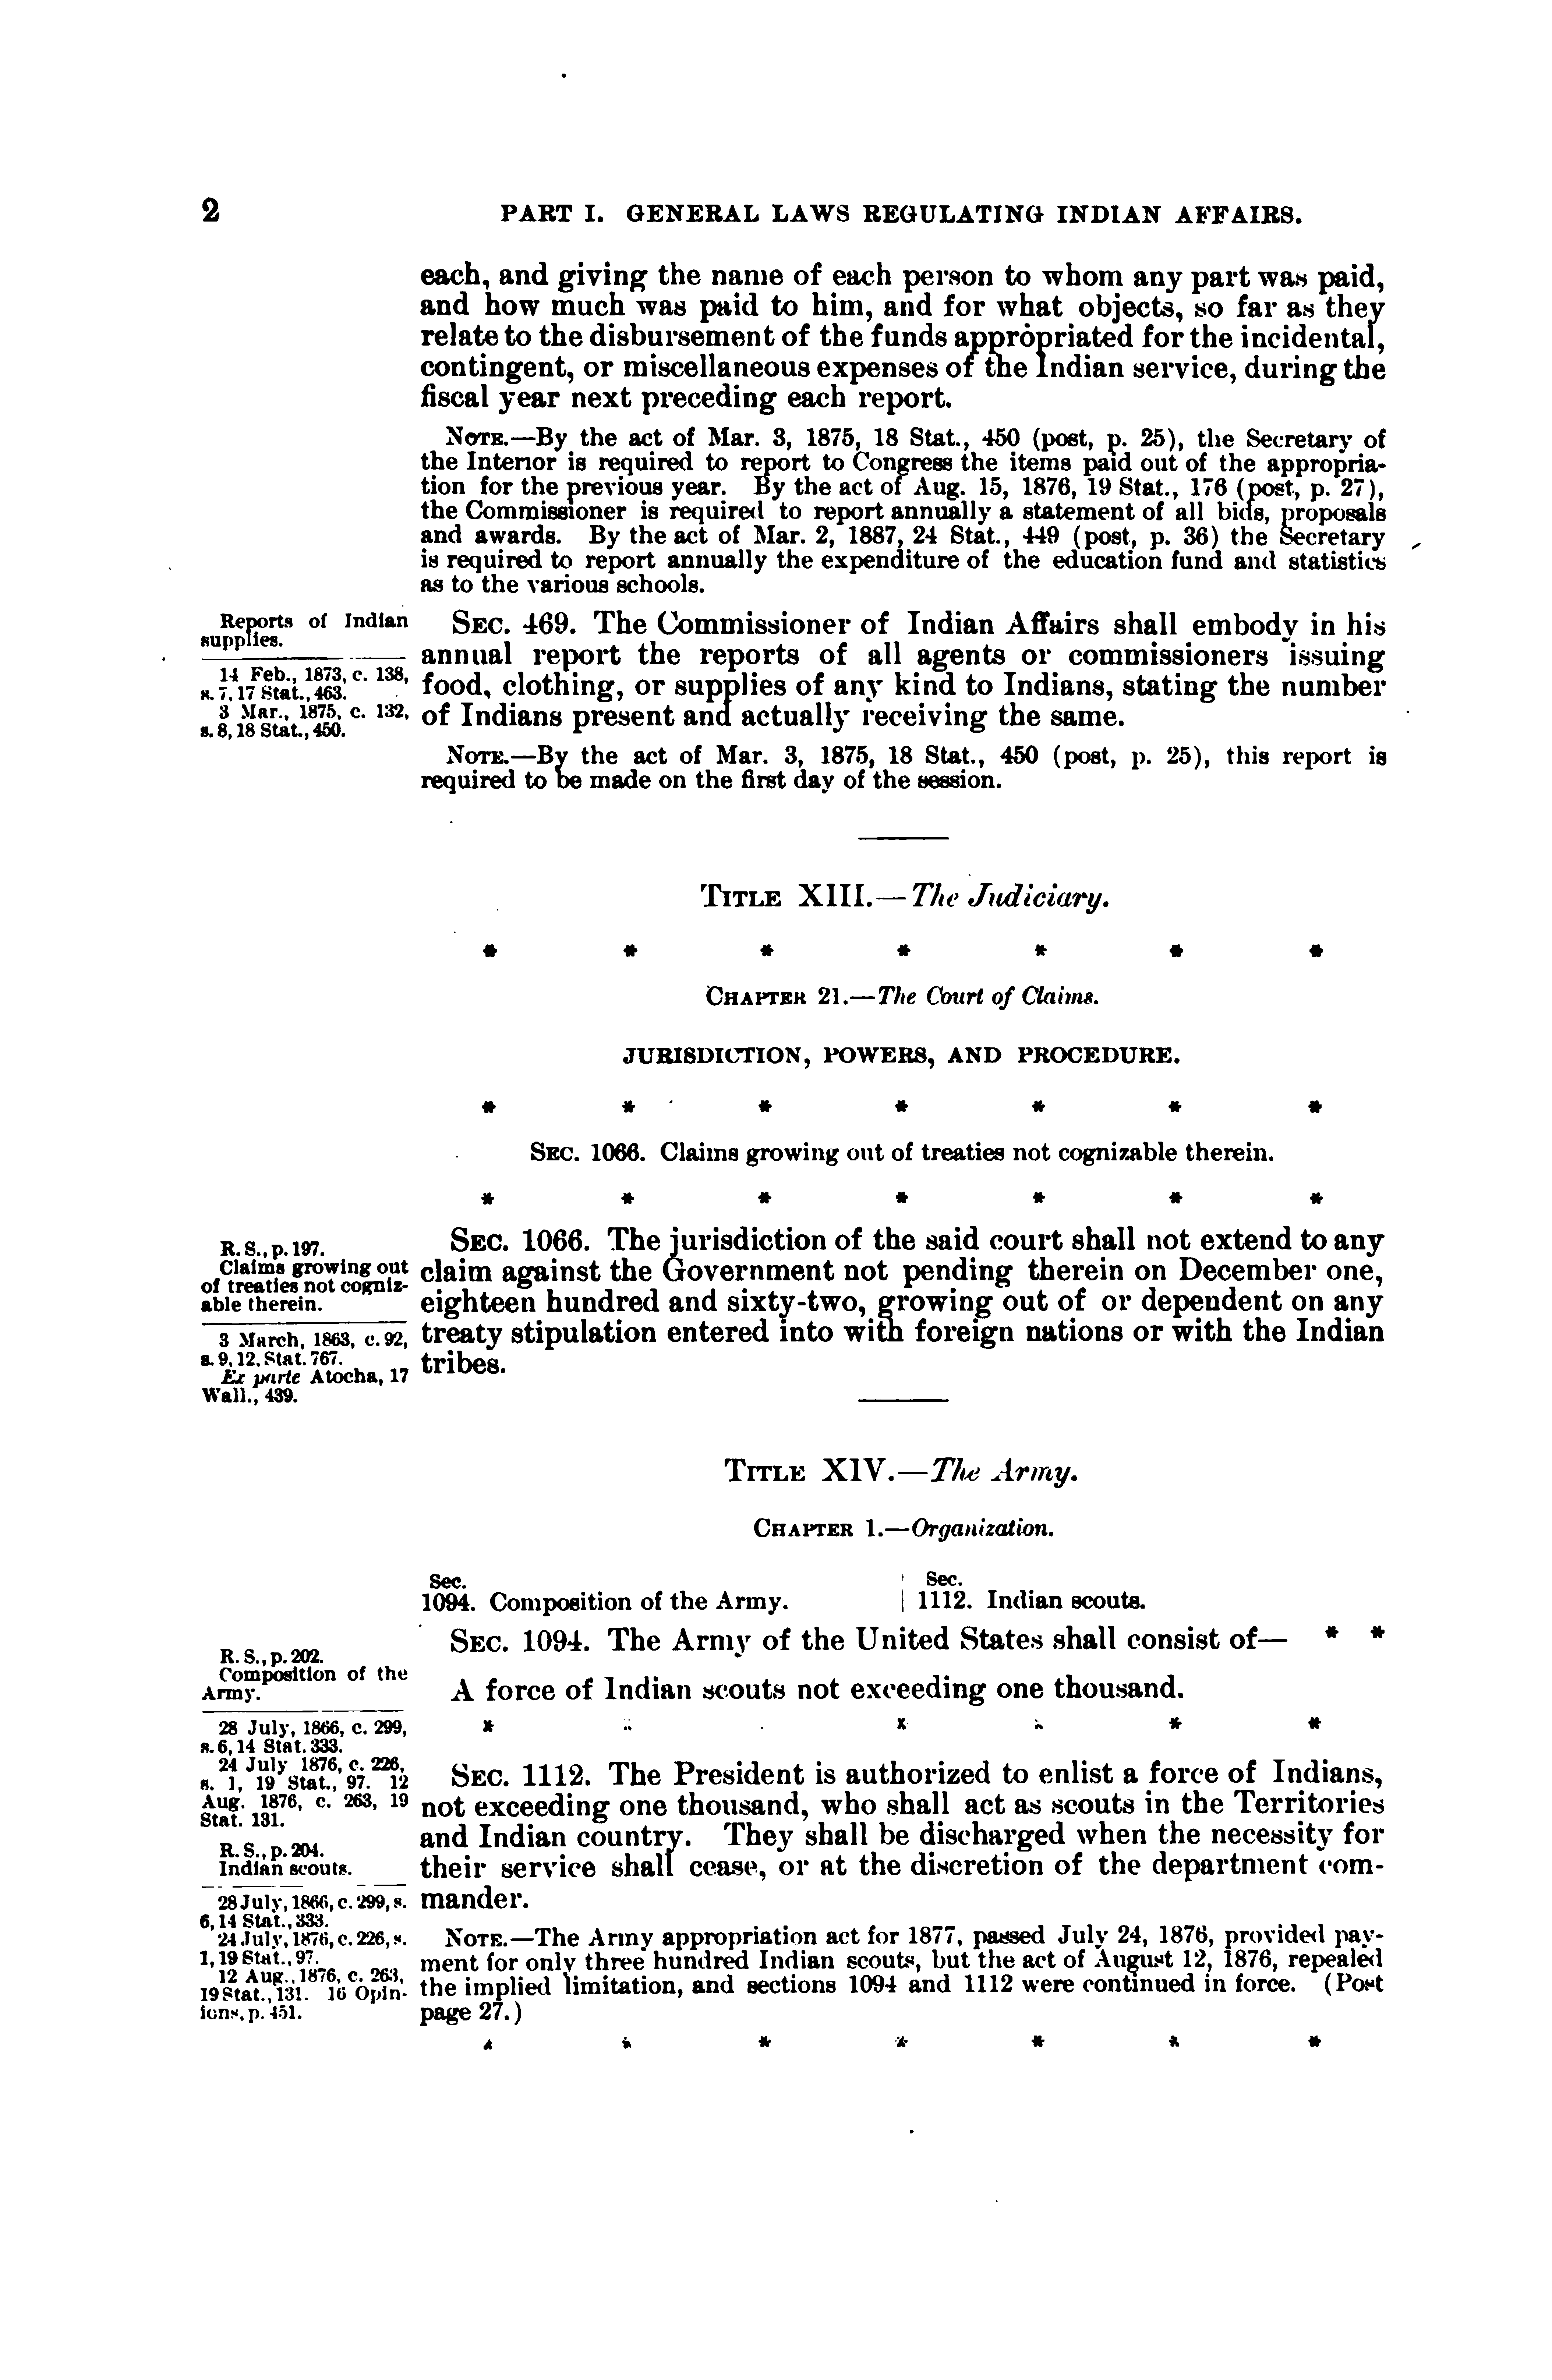 2
PART I. GENERAL LAWS REGULATING INDIAN AFFAIRS.
each, and giving the name of each person to whom any part was paid,
and how much was paid to him, and for what objects, so far as they
relate to the disbursement of the funds appropriated for the incidental,
contingent, or miscellaneous expenses of the Indian service, during the
fiscal year next preceding each report.
NOTE.—By the act of Mar. 3, 1875, 18 Stat., 450 (post, p. 25), the Secretary of
the Interior is required to report to Congress the items paid out of the appropria-
tion for the previous year. By the act of Aug. 15, 1876, 19 Stat., 176 (post, p. 27),
the Commissioner is required to report annually a statement of all bids, proposals
and awards. By the act of Mar. 2, 1887, 24 Stat., 449 (post, p. 36) the Secretary
is required to report annually the expenditure of the education fund and statistics
as to the various schools.
Reports of Indian
supplies.
14 Feb., 1873, c. 138,
s. 7, 17 Stat., 463.
3 Mar., 1875, c. 132,
s. 8, 18 Stat., 450.
SEC. 469. The Commissioner of Indian Affairs shall embody in his
annual report the reports of all agents or commissioners issuing
food, clothing, or supplies of any kind to Indians, stating the number
of Indians present and actually receiving the same.
NOTE.—By the act of Mar. 3, 1875, 18 Stat., 450 (post, p. 25), this report is
required to be made on the first day of the session.
TITLE XIII.—The Judiciary.
* * * * * * *
CHAPTER 21.—The Court of Claims.
JURISDICTION, POWERS, AND PROCEDURE.
* * * * * * *
SEC. 1066. Claims growing out of treaties not cognizable therein.
* * * * * * *
R. S., p. 197.
Claims growing out
of treaties not cogniz-
able therein.
3 March, 1863, c. 92,
s. 9, 12, Stat. 767.
Ex parte Atocha, 17
Wall., 439.
SEC. 1066. The jurisdiction of the said court shall not extend to any
claim against the Government not pending therein on December one,
eighteen hundred and sixty-two, growing out of or dependent on any
treaty stipulation entered into with foreign nations or with the Indian
tribes.
TITLE XIV.—The Army.
CHAPTER 1.—Organization.
Sec.
1094. Composition of the Army.
Sec.
1112. Indian scouts.
R. S., p. 202.
Composition of the
Army.
28 July, 1866, c. 299,
s. 6, 14 Stat. 333.
24 July 1876, c. 226,
s. 1, 19 Stat., 97. 12
Aug. 1876, c. 263, 19
Stat. 131.
SEC. 1094. The Army of the United States shall consist of— * *
A force of Indian scouts not exceeding one thousand.
* * * * * *
R. S., p. 204.
Indian scouts.
28 July, 1866, c. 299, s.
6, 14 Stat., 333.
24 July, 1876, c. 226, s.
1, 19 Stat., 97.
12 Aug., 1876, c. 263,
19 Stat., 131. 16 Opin-
ions, p. 451.
SEC. 1112. The President is authorized to enlist a force of Indians,
not exceeding one thousand, who shall act as scouts in the Territories
and Indian country. They shall be discharged when the necessity for
their service shall cease, or at the discretion of the department com-
mander.
NOTE.—The Army appropriation act for 1877, passed July 24, 1876, provided pay-
ment for only three hundred Indian scouts, but the act of August 12, 1876, repealed
the implied limitation, and sections 1094 and 1112 were continued in force. (Post
page 27.)
* * * * * * *